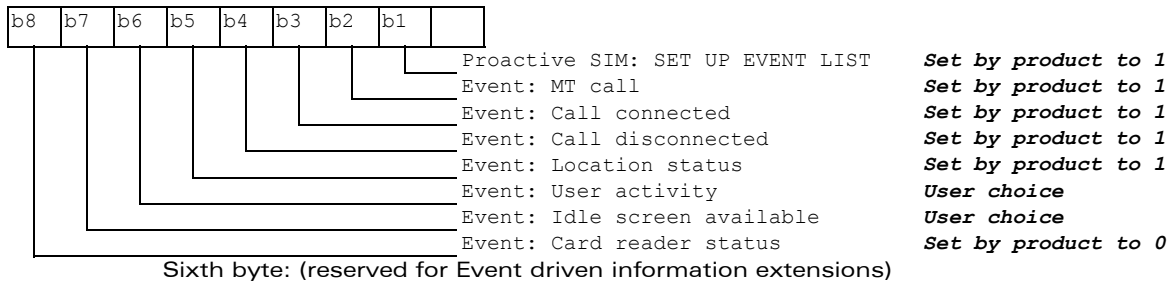 b8 b7 b6 b5 b4 b3 b2 b1
Proactive SIM: SET UP EVENT LIST Set by product to 1
Event: MT call Set by product to 1
Event: Call connected Set by product to 1
Event: Call disconnected Set by product to 1
Event: Location status Set by product to 1
Event: User activity User choice
Event: Idle screen available User choice
Event: Card reader status Set by product to 0
Sixth byte: (reserved for Event driven information extensions)